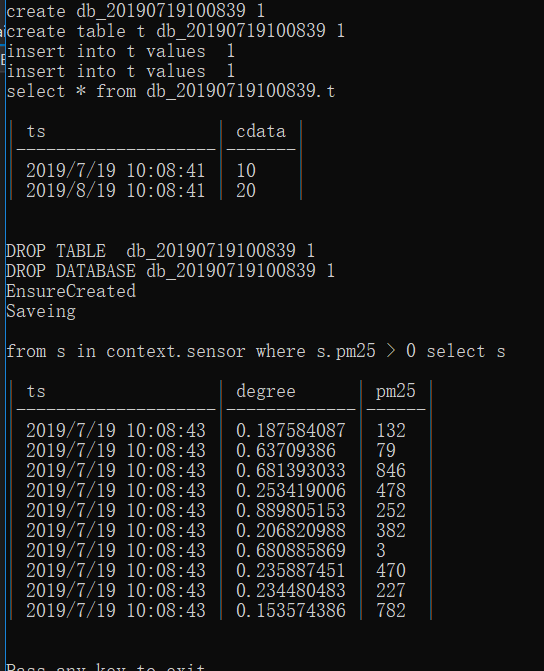 create db_20190719100839 1
create table t db_20190719100839 1
insert into t values  1
insert into t values  1
select * from db_20190719100839.t
| ts | cdata |
|--------------------|-------|
| 2019/7/19 10:08:41 | 10 |
| 2019/8/19 10:08:41 | 20 |
DROP TABLE  db_20190719100839 1
DROP DATABASE db_20190719100839 1
EnsureCreated
Saveing
from s in context.sensor where s.pm25 > 0 select s
| ts | degree | pm25 |
|--------------------|-------------|------|
| 2019/7/19 10:08:43 | 0.187584087 | 132 |
| 2019/7/19 10:08:43 | 0.63709386 | 79 |
| 2019/7/19 10:08:43 | 0.681393033 | 846 |
| 2019/7/19 10:08:43 | 0.253419006 | 478 |
| 2019/7/19 10:08:43 | 0.889805153 | 252 |
| 2019/7/19 10:08:43 | 0.206820988 | 382 |
| 2019/7/19 10:08:43 | 0.680885869 | 3 |
| 2019/7/19 10:08:43 | 0.235887451 | 470 |
| 2019/7/19 10:08:43 | 0.234480483 | 227 |
| 2019/7/19 10:08:43 | 0.153574386 | 782 |
Pass any key to exit